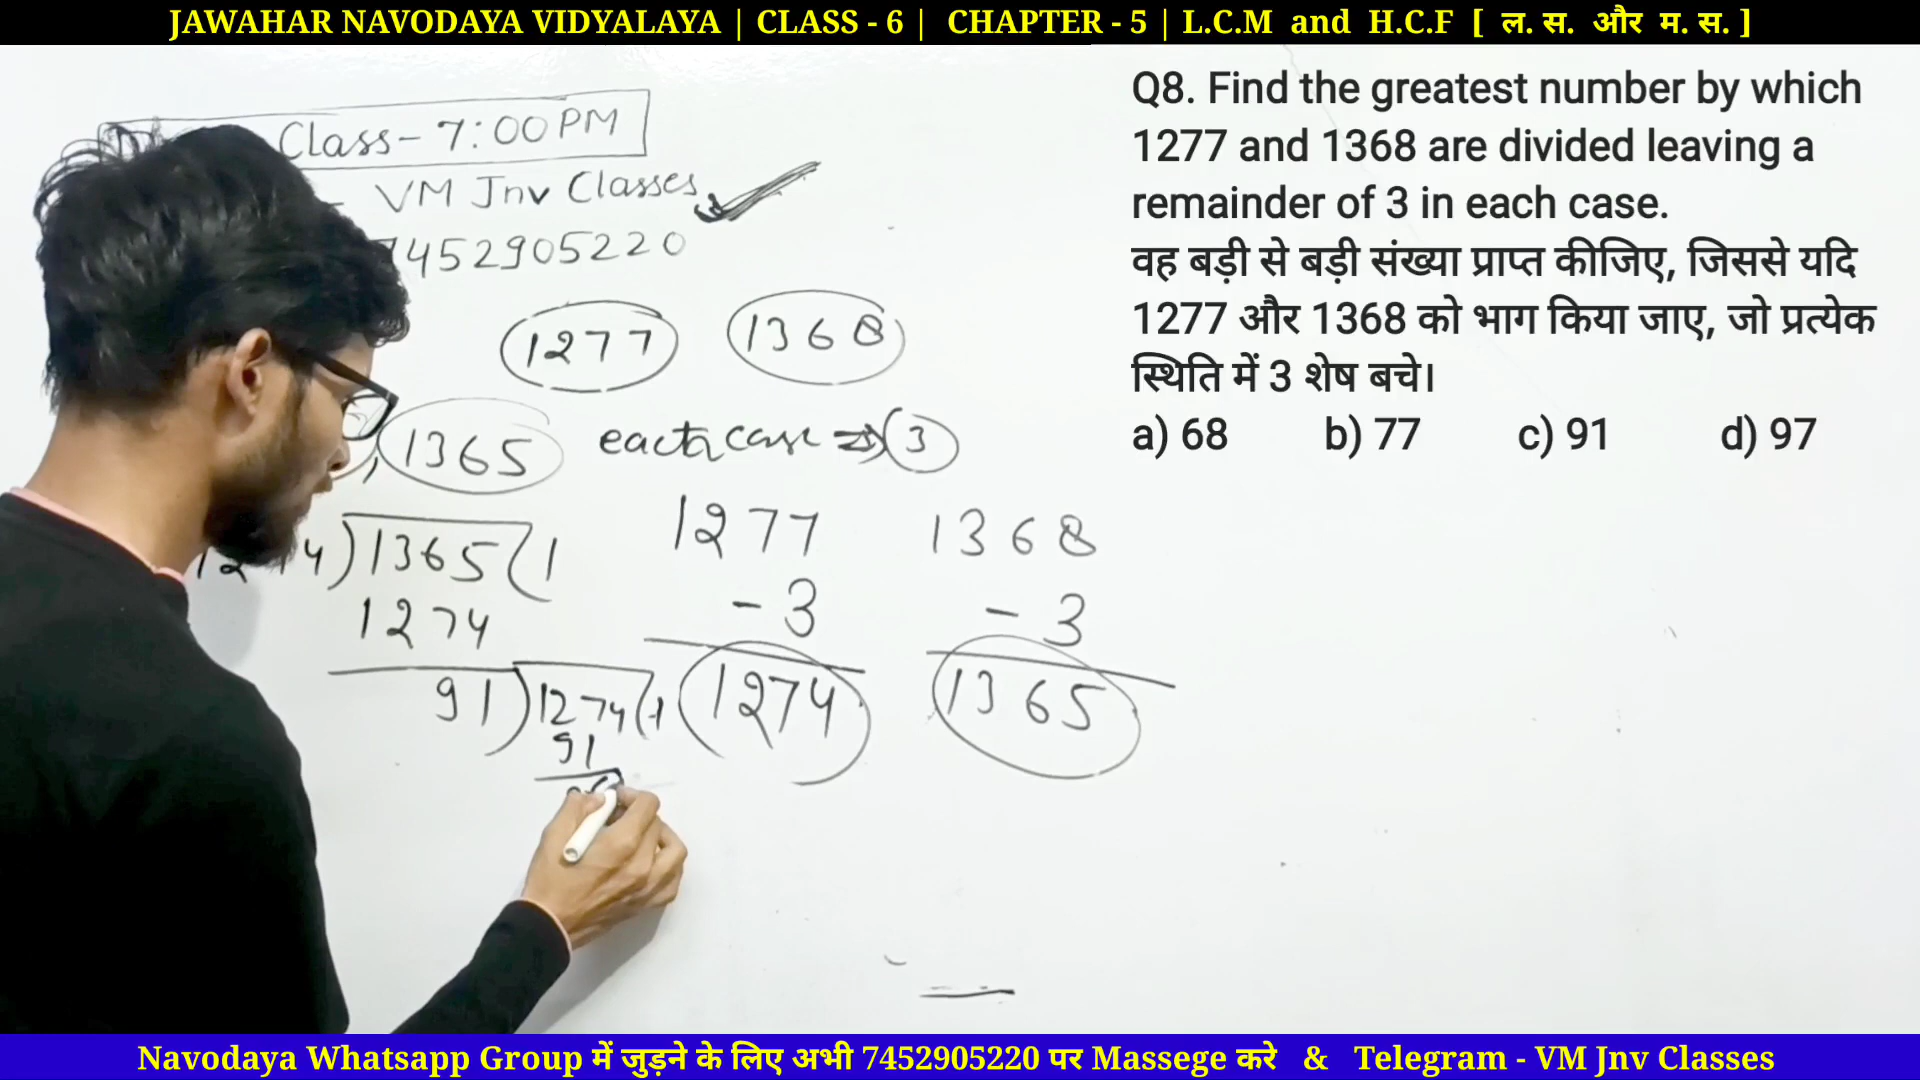 JAWAHAR NAVODAYA VIDYALAYA | CLASS - 6 | CHAPTER - 5 | L.C.M and H.C.F [ ल. स. और म. स. ]
Class - 7:00 PM
VM Jnv Classes
7452905220
1277 1368
, 1365 each case ⇒ 3
4)1365(1
1274
91)1274(1
91
1277
- 3
1274
1368
- 3
1365
Q8. Find the greatest number by which
1277 and 1368 are divided leaving a
remainder of 3 in each case.
वह बड़ी से बड़ी संख्या प्राप्त कीजिए, जिससे यदि
1277 और 1368 को भाग किया जाए, जो प्रत्येक
स्थिति में 3 शेष बचे।
a) 68 b) 77 c) 91 d) 97
Navodaya Whatsapp Group में जुड़ने के लिए अभी 7452905220 पर Massege करे & Telegram - VM Jnv Classes